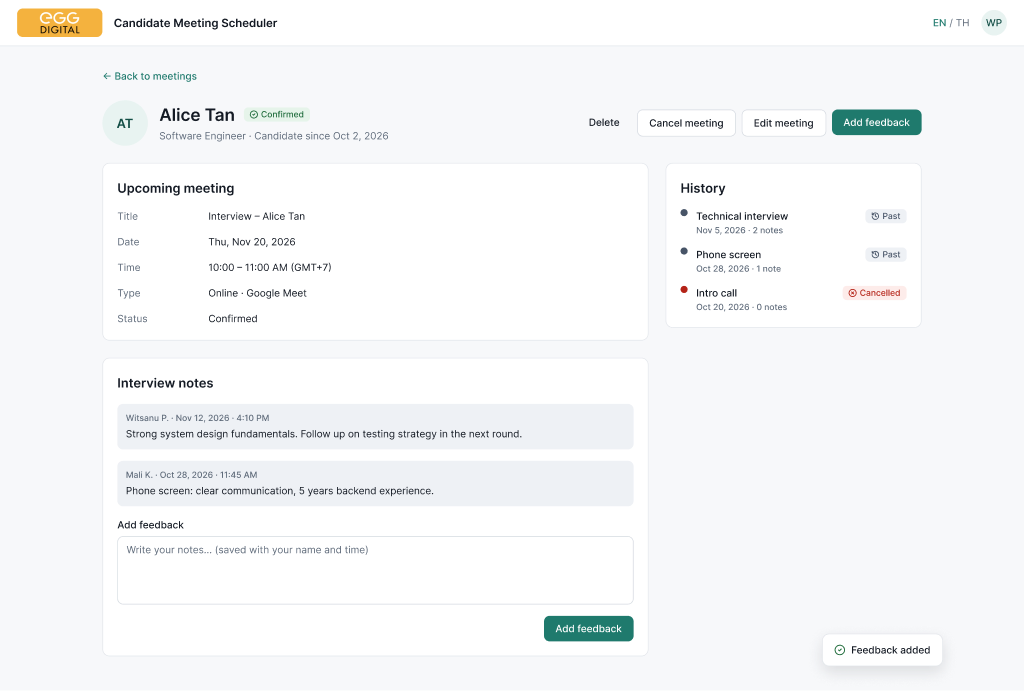 egg DIGITAL
Candidate Meeting Scheduler
EN / TH
WP
← Back to meetings
AT
Alice Tan
Confirmed
Software Engineer · Candidate since Oct 2, 2026
Delete
Cancel meeting
Edit meeting
Add feedback
Upcoming meeting
Title Interview – Alice Tan
Date Thu, Nov 20, 2026
Time 10:00 – 11:00 AM (GMT+7)
Type Online · Google Meet
Status Confirmed
History
Technical interview Past
Nov 5, 2026 · 2 notes
Phone screen Past
Oct 28, 2026 · 1 note
Intro call Cancelled
Oct 20, 2026 · 0 notes
Interview notes
Witsanu P. · Nov 12, 2026 · 4:10 PM
Strong system design fundamentals. Follow up on testing strategy in the next round.
Mali K. · Oct 28, 2026 · 11:45 AM
Phone screen: clear communication, 5 years backend experience.
Add feedback
Write your notes... (saved with your name and time)
Add feedback
Feedback added